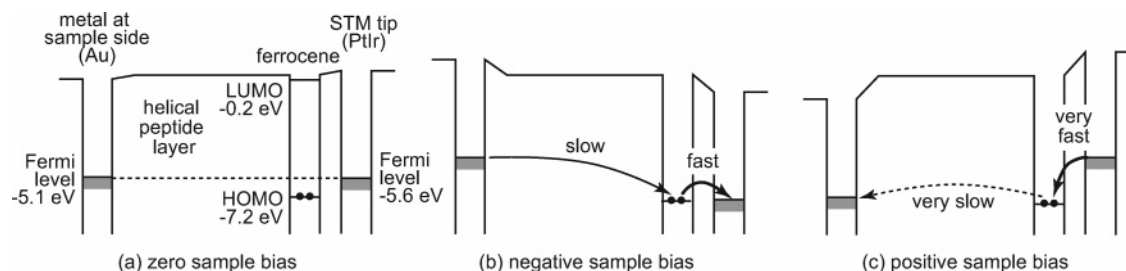 metal at
sample side
(Au)
STM tip
(PtIr)
ferrocene
LUMO
-0.2 eV
helical
peptide
layer
Fermi
level
-5.1 eV
HOMO
-7.2 eV
Fermi
level
-5.6 eV
(a) zero sample bias
slow
fast
(b) negative sample bias
very
fast
very slow
(c) positive sample bias